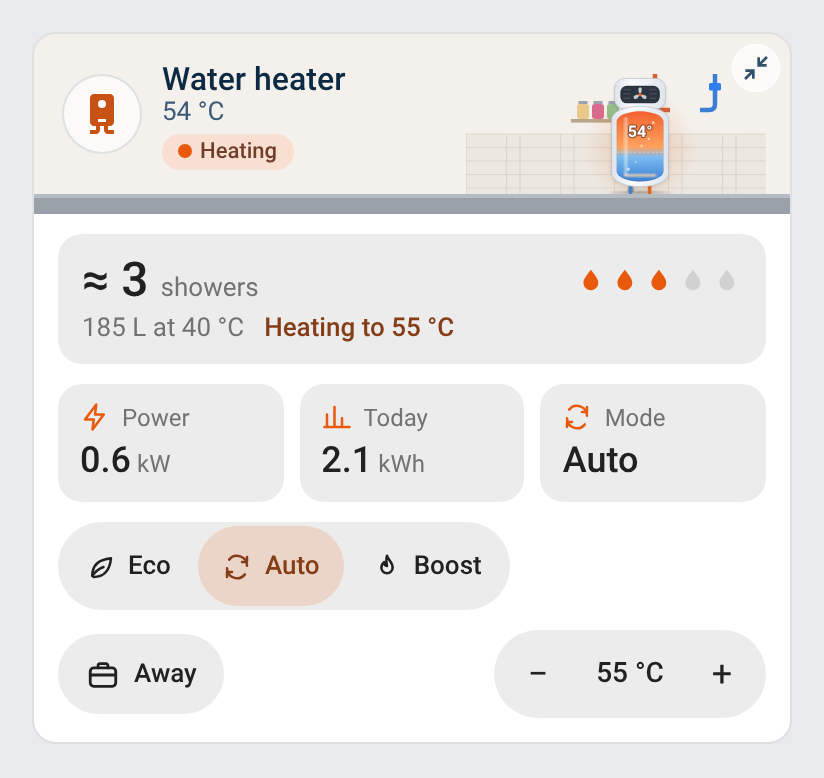 Water heater
54 °C
Heating
54°
≈ 3 showers
185 L at 40 °C Heating to 55 °C
Power
0.6 kW
Today
2.1 kWh
Mode
Auto
Eco
Auto
Boost
Away
− 55 °C +